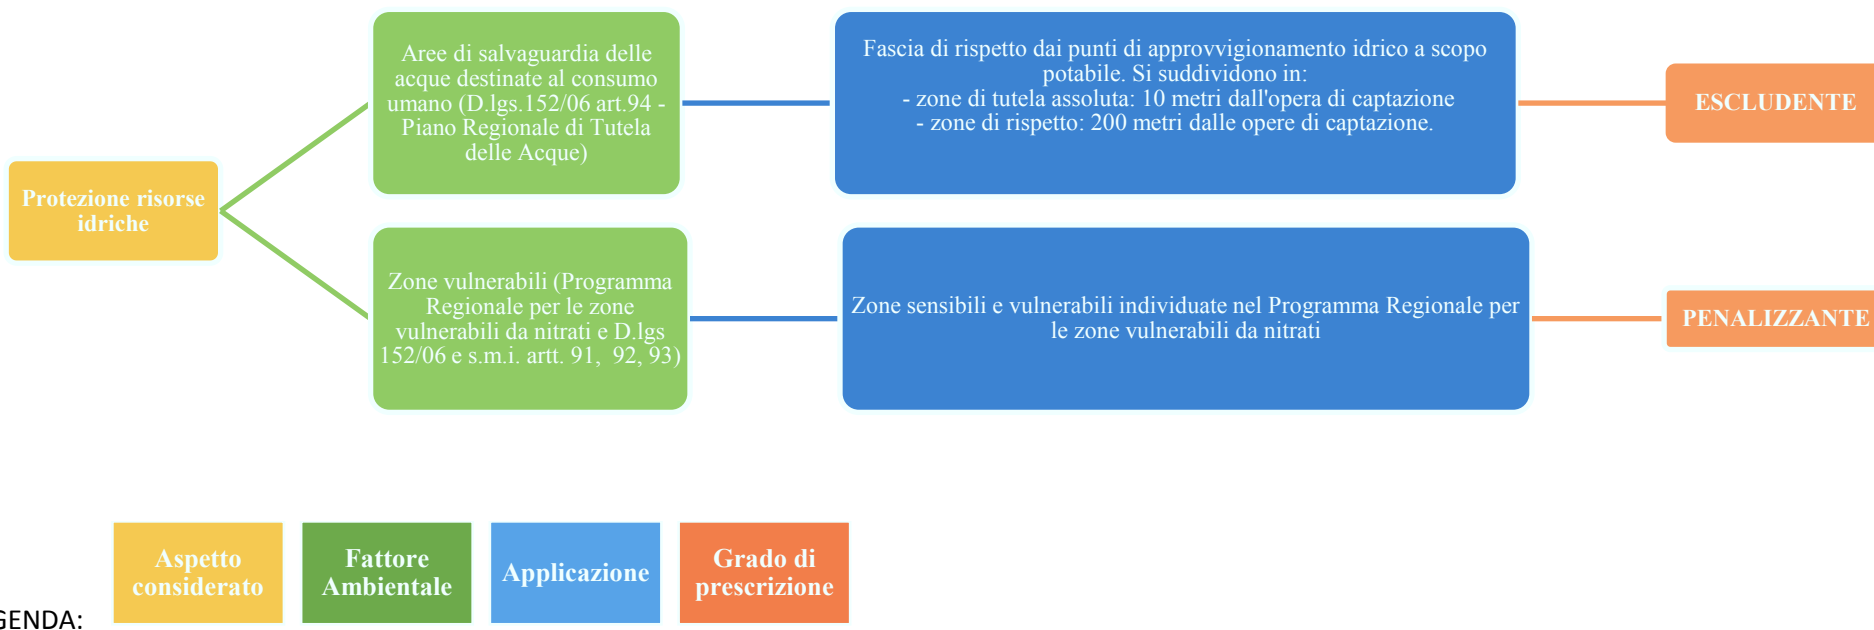 Protezione risorse
idriche
Aree di salvaguardia delle
acque destinate al consumo
umano (D.lgs.152/06 art.94 -
Piano Regionale di Tutela
delle Acque)
Fascia di rispetto dai punti di approvvigionamento idrico a scopo
potabile. Si suddividono in:
- zone di tutela assoluta: 10 metri dall'opera di captazione
- zone di rispetto: 200 metri dalle opere di captazione.
ESCLUDENTE
Zone vulnerabili (Programma
Regionale per le zone
vulnerabili da nitrati e D.lgs
152/06 e s.m.i. artt. 91, 92, 93)
Zone sensibili e vulnerabili individuate nel Programma Regionale per
le zone vulnerabili da nitrati
PENALIZZANTE
GENDA:
Aspetto
considerato
Fattore
Ambientale
Applicazione
Grado di
prescrizione